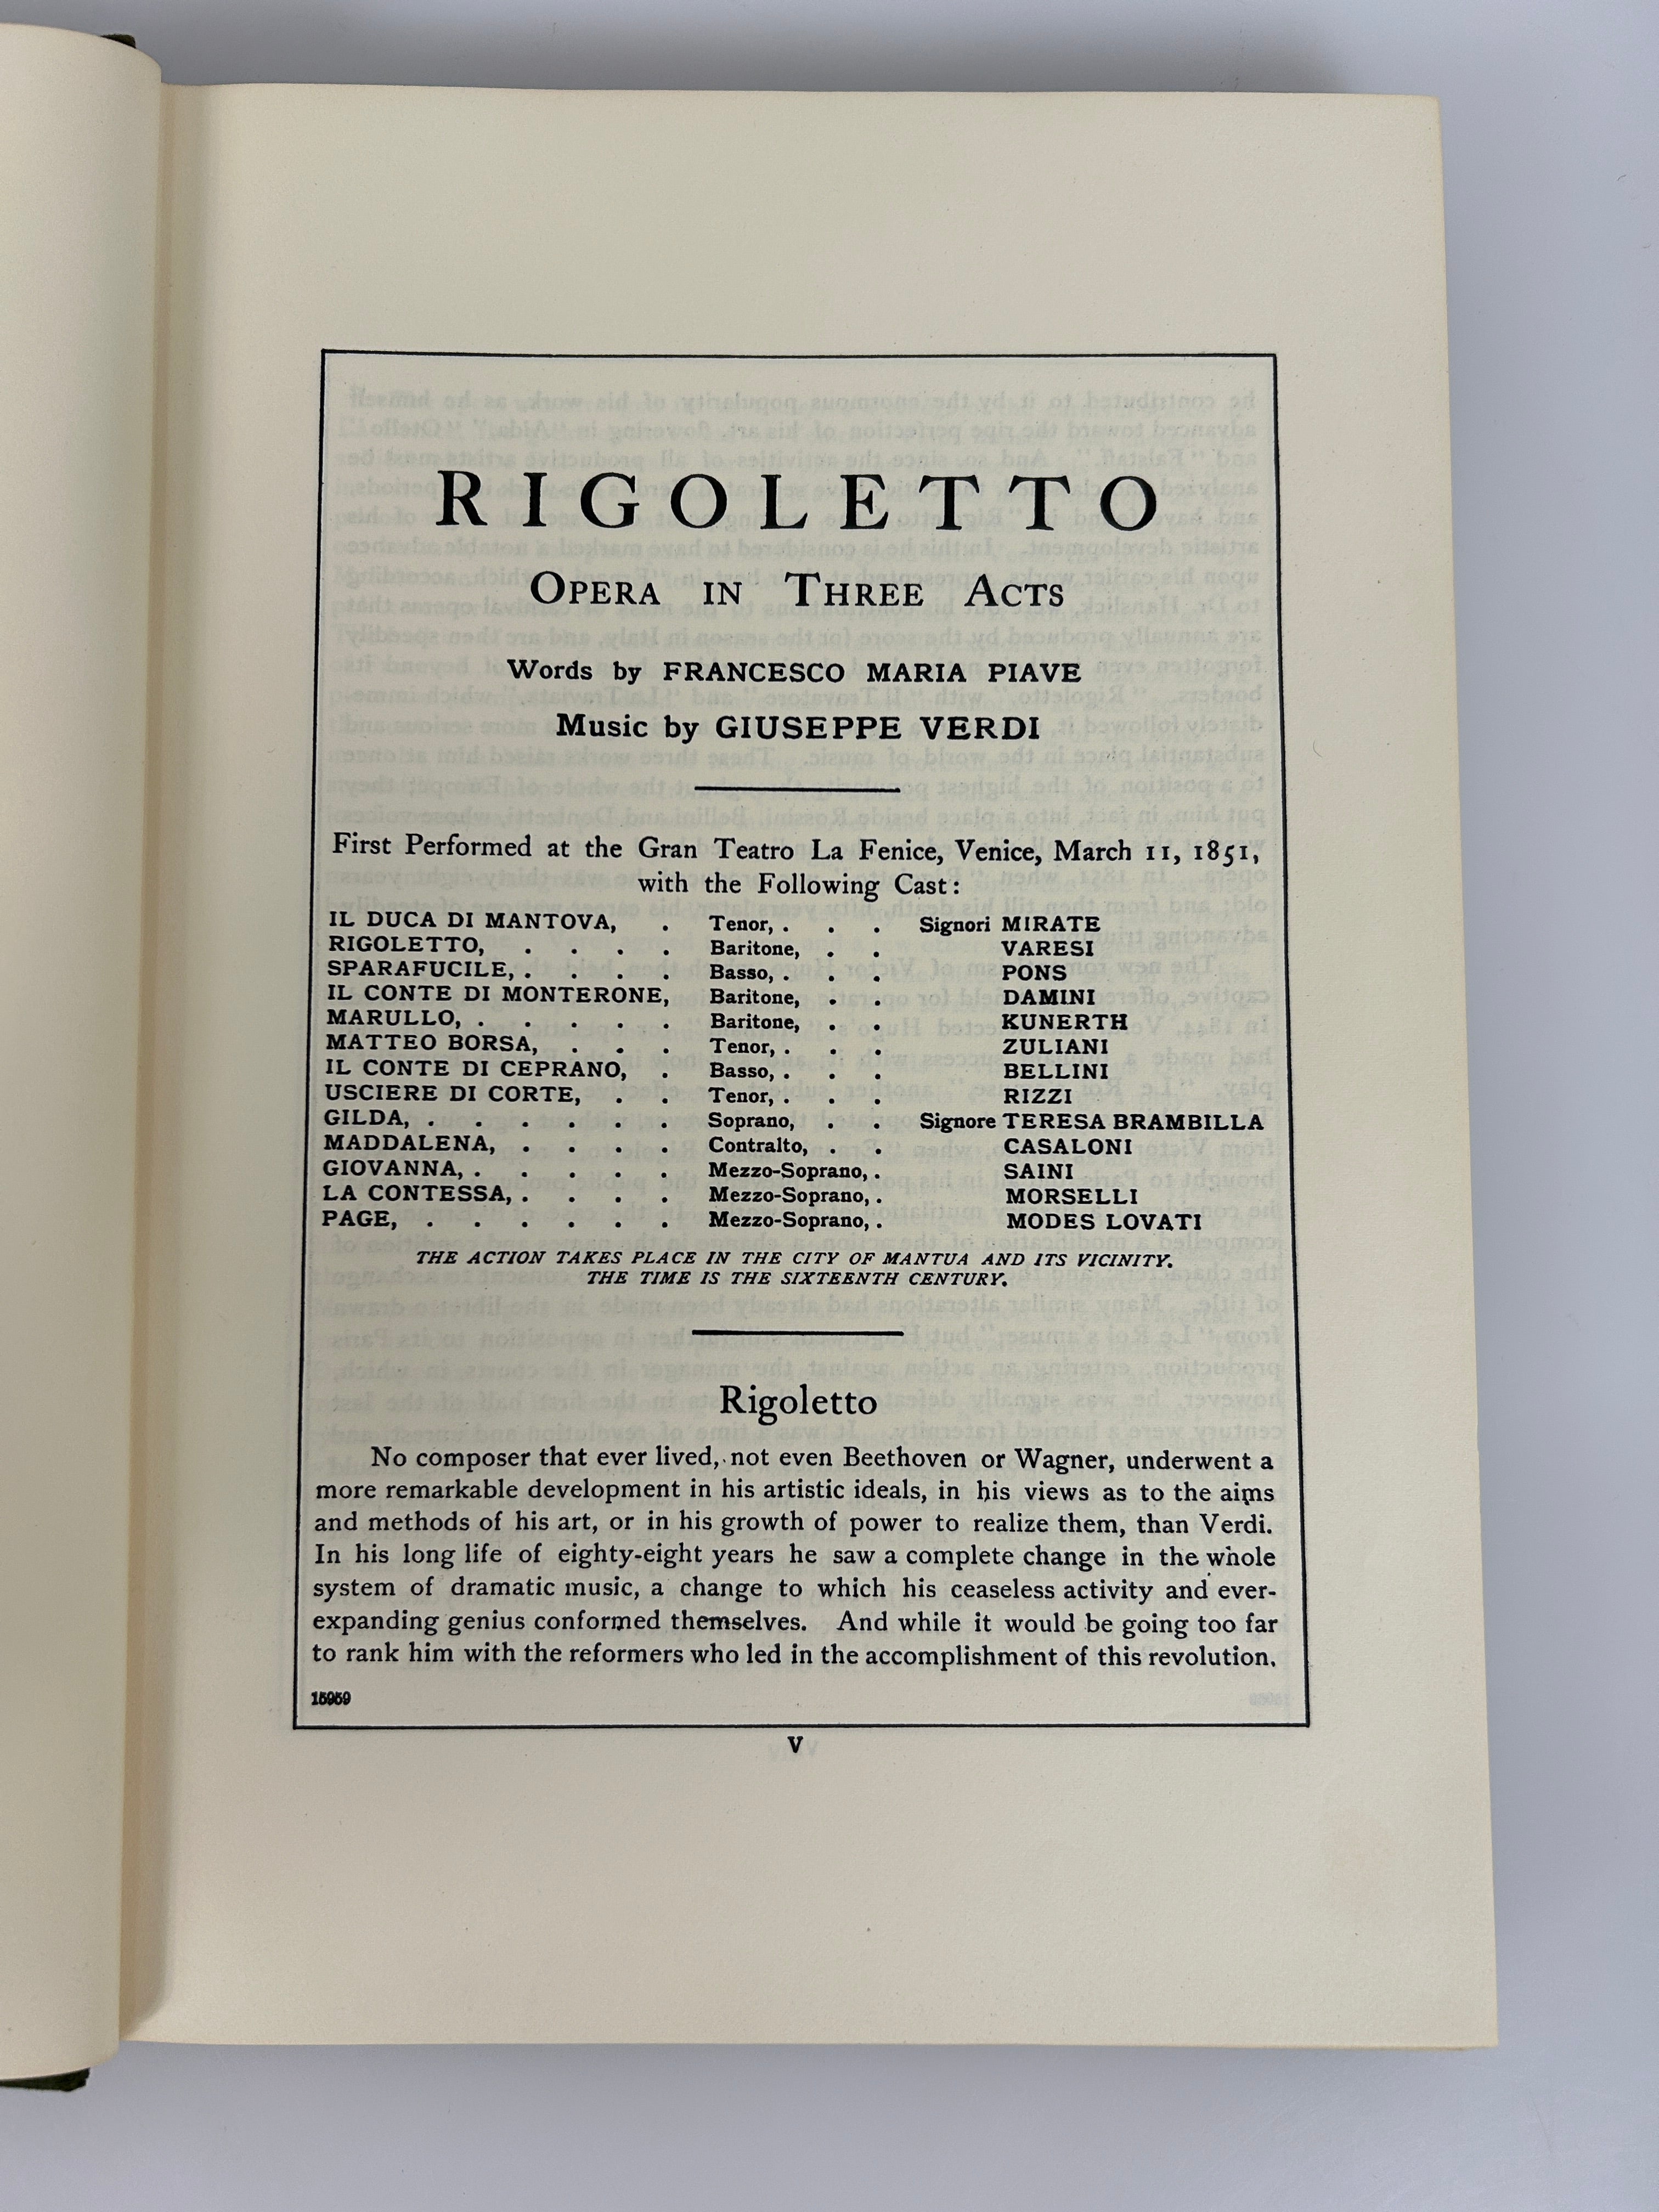 RIGOLETTO
OPERA IN THREE ACTS
Words by FRANCESCO MARIA PIAVE
Music by GIUSEPPE VERDI
First Performed at the Gran Teatro La Fenice, Venice, March 11, 1851,
with the Following Cast:
IL DUCA DI MANTOVA, . Tenor, . . . Signori MIRATE
RIGOLETTO, . . . . Baritone, . . VARESI
SPARAFUCILE, . . . . Basso, . . . PONS
IL CONTE DI MONTERONE, Baritone, . . DAMINI
MARULLO, . . . . . Baritone, . . KUNERTH
MATTEO BORSA, . . . Tenor, . . . ZULIANI
IL CONTE DI CEPRANO, . Basso, . . . BELLINI
USCIERE DI CORTE, . . Tenor, . . . RIZZI
GILDA, . . . . . . Soprano, . . Signore TERESA BRAMBILLA
MADDALENA, . . . . Contralto, . . CASALONI
GIOVANNA, . . . . . Mezzo-Soprano, . SAINI
LA CONTESSA, . . . . Mezzo-Soprano, . MORSELLI
PAGE, . . . . . . Mezzo-Soprano, . MODES LOVATI
THE ACTION TAKES PLACE IN THE CITY OF MANTUA AND ITS VICINITY.
THE TIME IS THE SIXTEENTH CENTURY.
Rigoletto
No composer that ever lived, not even Beethoven or Wagner, underwent a
more remarkable development in his artistic ideals, in his views as to the aims
and methods of his art, or in his growth of power to realize them, than Verdi.
In his long life of eighty-eight years he saw a complete change in the whole
system of dramatic music, a change to which his ceaseless activity and ever-
expanding genius conformed themselves. And while it would be going too far
to rank him with the reformers who led in the accomplishment of this revolution,
15959
V